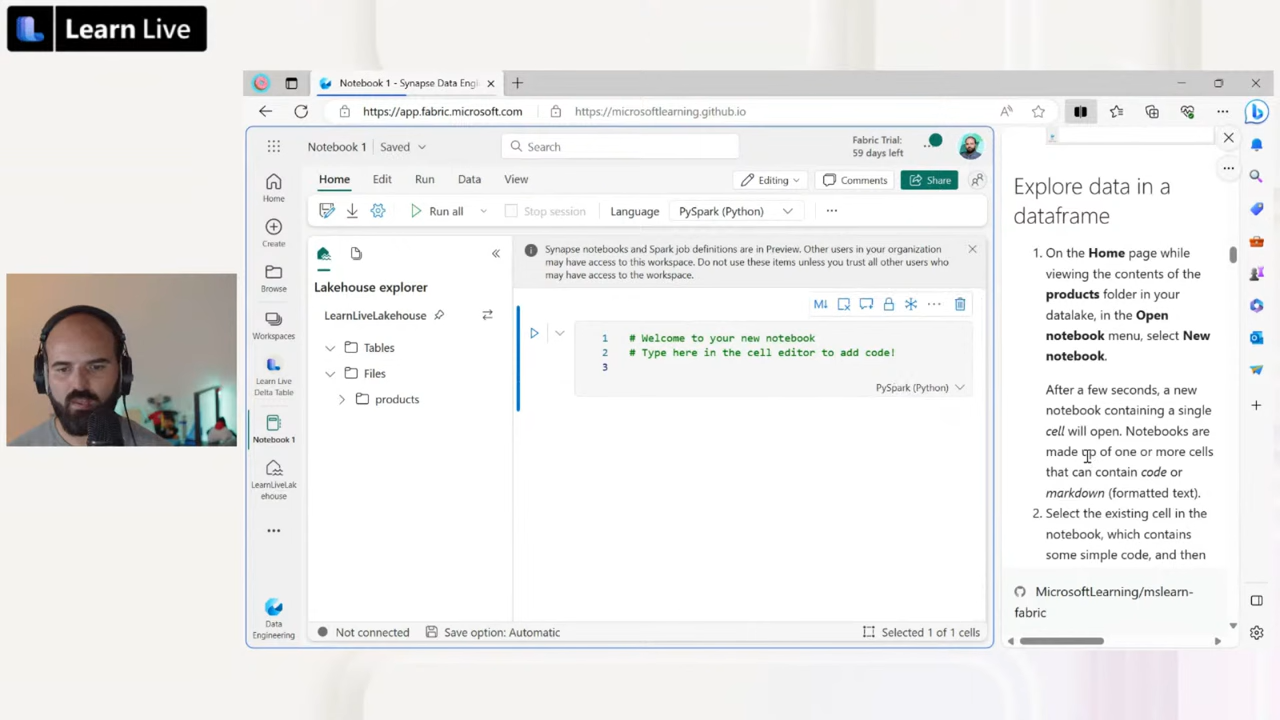 Learn Live
Notebook 1 - Synapse Data Engi
https://app.fabric.microsoft.com
https://microsoftlearning.github.io
Notebook 1
Saved
Search
Fabric Trial:
59 days left
Home
Edit
Run
Data
View
Editing
Comments
Share
Run all
Stop session
Language
PySpark (Python)
Home
Create
Browse
Workspaces
Learn Live
Delta Table
Notebook 1
LearnLiveLak
ehouse
Data
Engineering
Lakehouse explorer
LearnLiveLakehouse
Tables
Files
products
Synapse notebooks and Spark job definitions are in Preview. Other users in your organization
may have access to this workspace. Do not use these items unless you trust all other users who
may have access to the workspace.
M↓
1 # Welcome to your new notebook
2 # Type here in the cell editor to add code!
3
PySpark (Python)
Not connected
Save option: Automatic
Selected 1 of 1 cells
Explore data in a
dataframe
1. On the Home page while
viewing the contents of the
products folder in your
datalake, in the Open
notebook menu, select New
notebook.
After a few seconds, a new
notebook containing a single
cell will open. Notebooks are
made up of one or more cells
that can contain code or
markdown (formatted text).
2. Select the existing cell in the
notebook, which contains
some simple code, and then
MicrosoftLearning/mslearn-
fabric